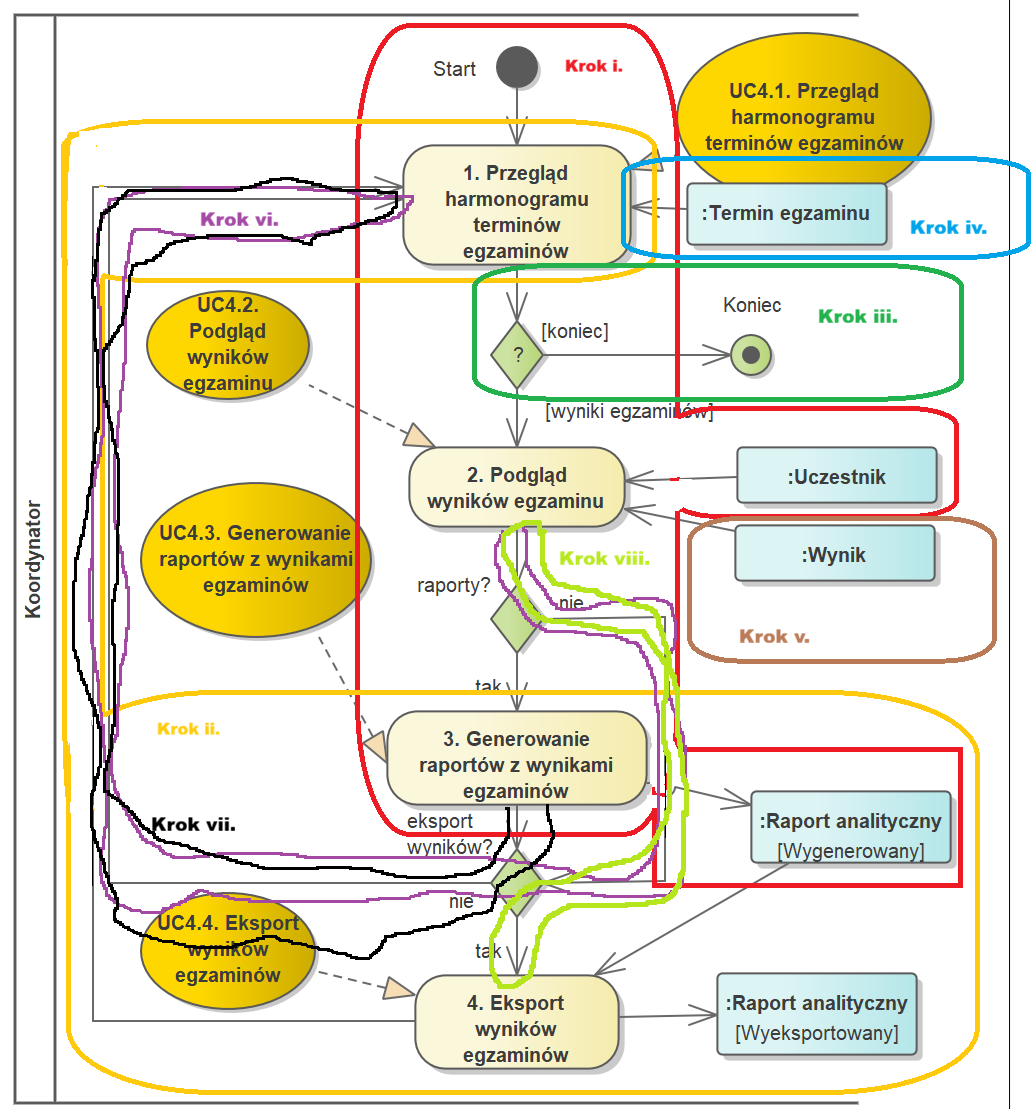 Start
Krok i.
UC4.1. Przegląd
harmonogramu
terminów egzaminów
1. Przegląd
harmonogramu
terminów
egzaminów
:Termin egzaminu
Krok iv.
Krok vi.
UC4.2.
Podgląd
wyników
egzaminu
?
[koniec]
Koniec
Krok iii.
[wyniki egzaminów]
2. Podgląd
wyników egzaminu
:Uczestnik
:Wynik
Krok v.
Koordynator
UC4.3. Generowanie
raportów z wynikami
egzaminów
Krok viii.
raporty?
nie
tak
Krok ii.
3. Generowanie
raportów z wynikami
egzaminów
Krok vii.
eksport
wyników?
:Raport analityczny
[Wygenerowany]
nie
tak
UC4.4. Eksport
wyników
egzaminów
4. Eksport
wyników
egzaminów
:Raport analityczny
[Wyeksportowany]